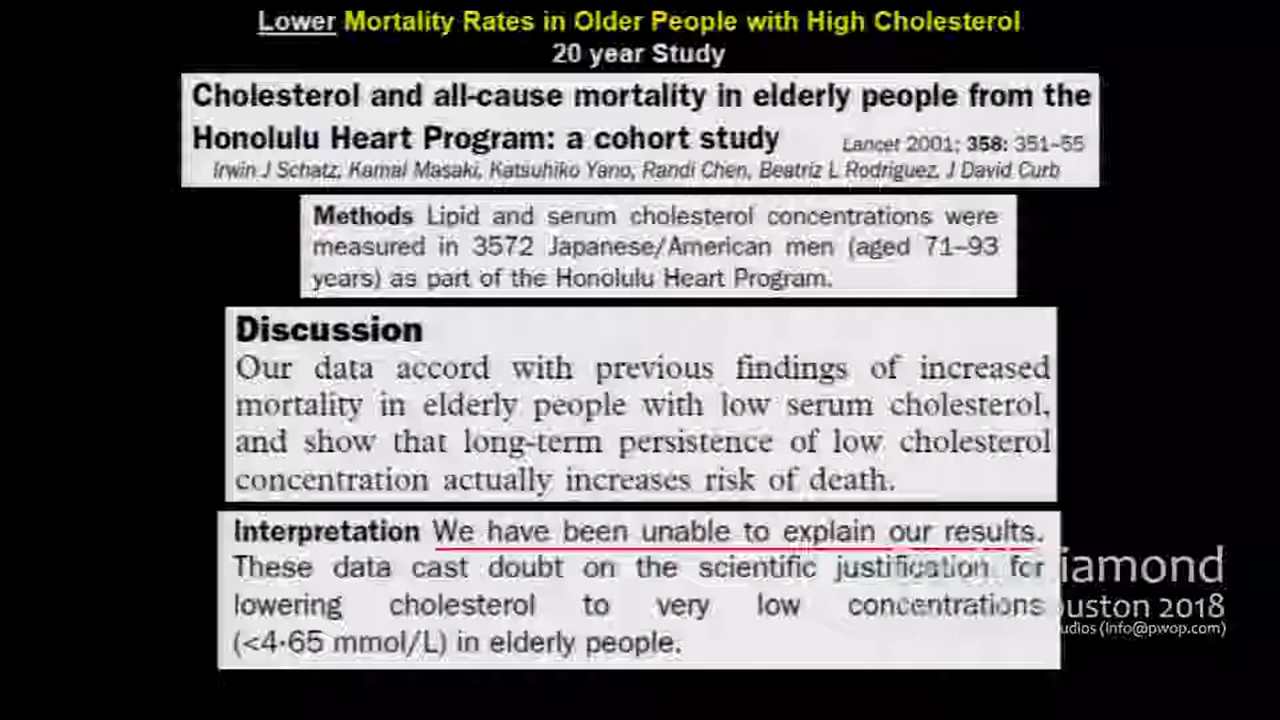 Lower Mortality Rates in Older People with High Cholesterol
20 year Study
Cholesterol and all-cause mortality in elderly people from the
Honolulu Heart Program: a cohort study Lancet 2001; 358: 351–55
Irwin J Schatz, Kamal Masaki, Katsuhiko Yano, Randi Chen, Beatriz L Rodriguez, J David Curb
Methods Lipid and serum cholesterol concentrations were
measured in 3572 Japanese/American men (aged 71–93
years) as part of the Honolulu Heart Program.
Discussion
Our data accord with previous findings of increased
mortality in elderly people with low serum cholesterol,
and show that long-term persistence of low cholesterol
concentration actually increases risk of death.
Interpretation We have been unable to explain our results.
These data cast doubt on the scientific justification for
lowering cholesterol to very low concentrations
(<4·65 mmol/L) in elderly people.
iamond
uston 2018
udios (Info@pwop.com)